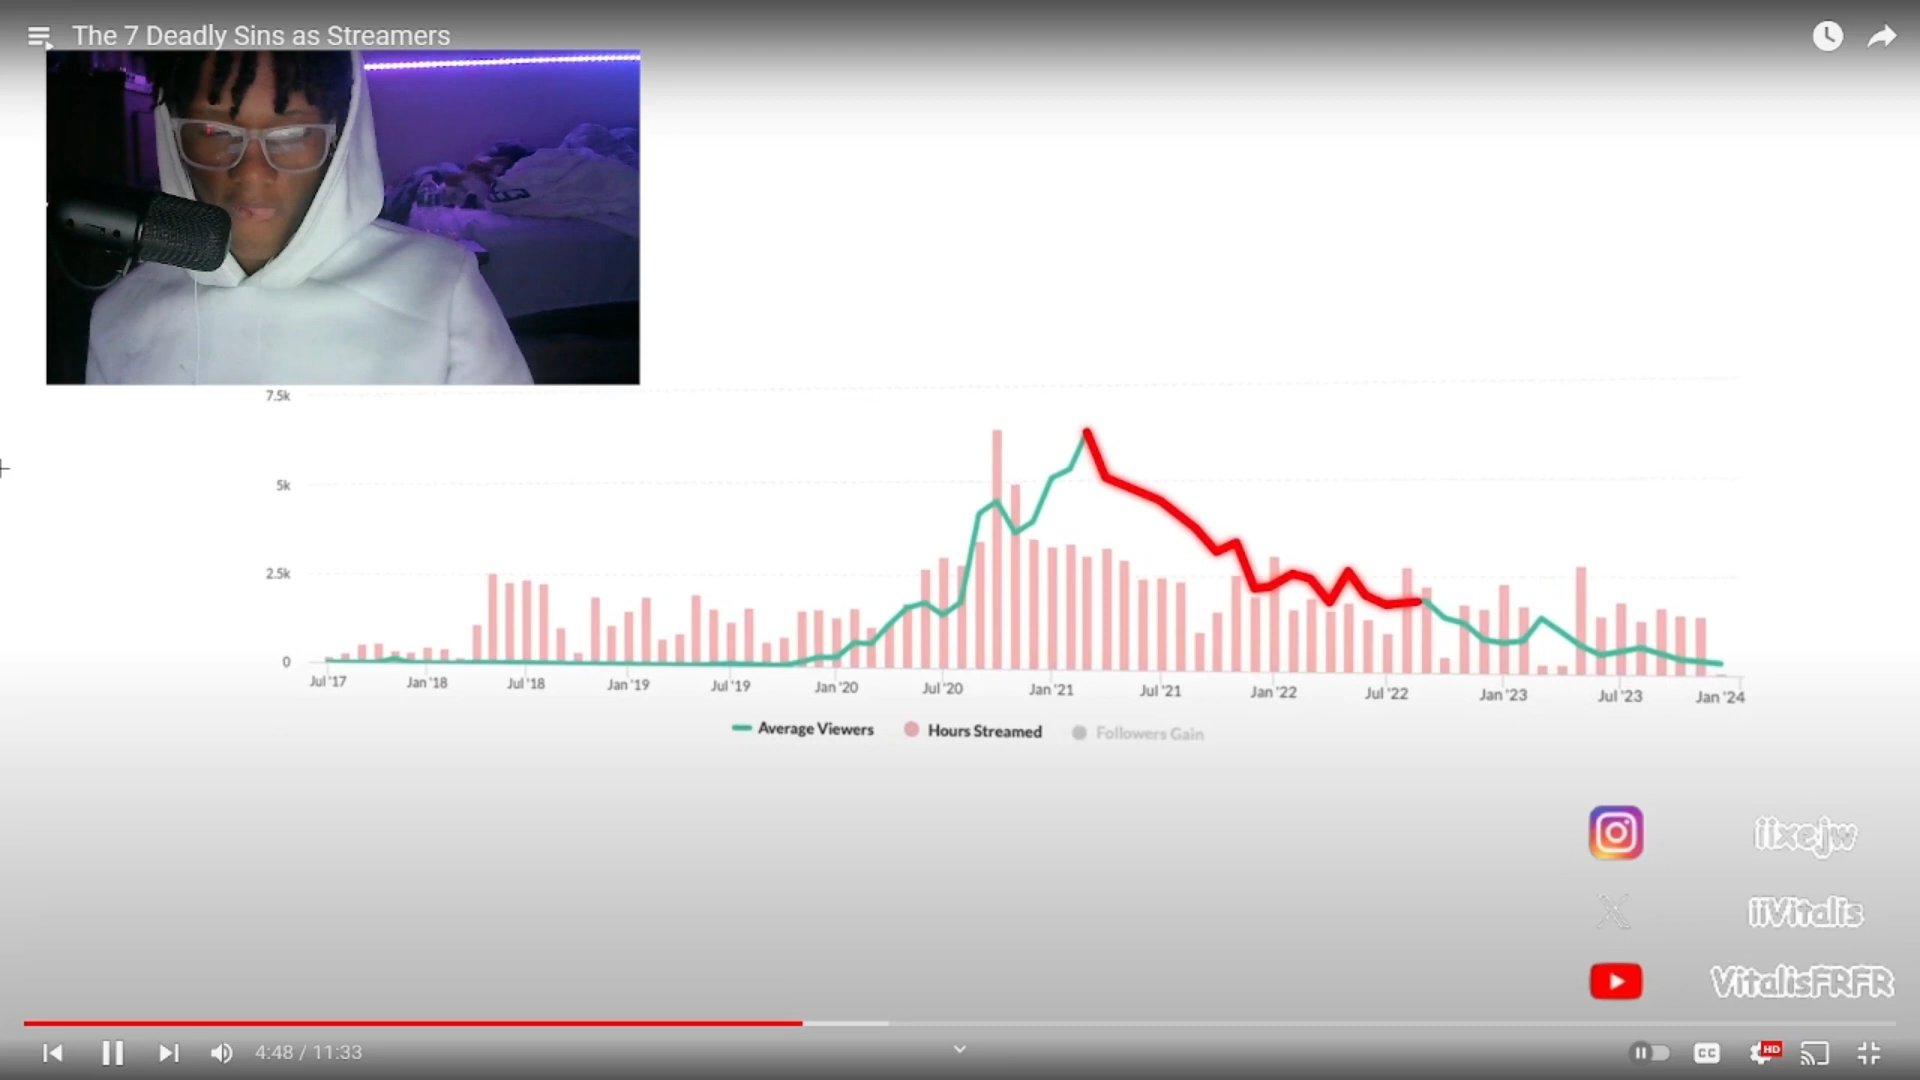 The 7 Deadly Sins as Streamers
7.5k
5k
2.5k
0
Jul '17 Jan '18 Jul '18 Jan '19 Jul '19 Jan '20 Jul '20 Jan '21 Jul '21 Jan '22 Jul '22 Jan '23 Jul '23 Jan '24
Average Viewers Hours Streamed Followers Gain
iixejw
iiVitalis
VitalisFRFR
4:48 / 11:33
CC HD